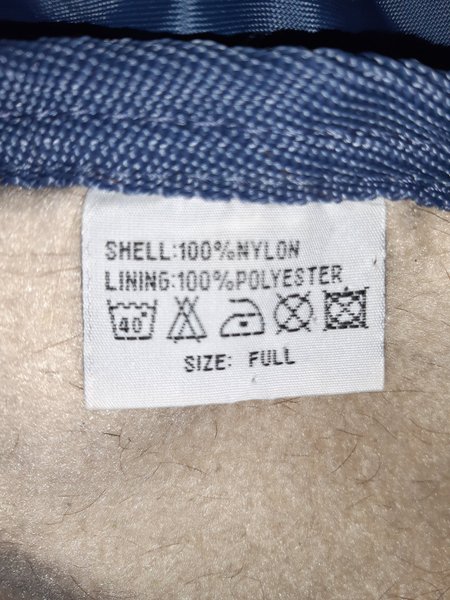 SHELL:100%NYLON
LINING:100%POLYESTER
40
SIZE: FULL